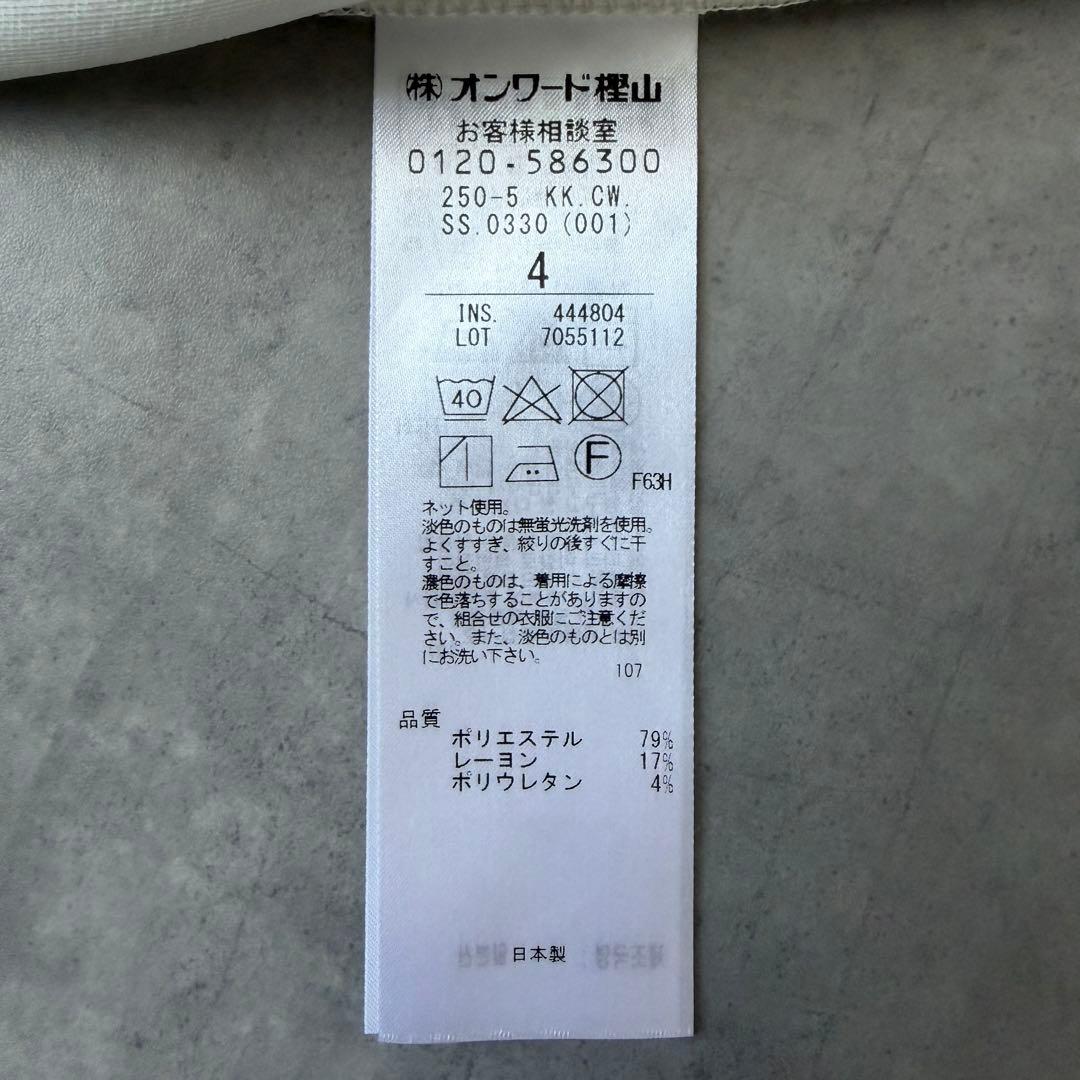 ㈱オンワード樫山
お客様相談室
0120-586300
250-5 KK.CW.
SS.0330 (001)
4
INS. 444804
LOT 7055112
40
F
F63H
ネット使用。
淡色のものは無蛍光洗剤を使用。
よくすすぎ、絞りの後すぐに干
すこと。
濃色のものは、着用による摩擦
で色落ちすることがありますの
で、組合せの衣服にご注意くだ
さい。また、淡色のものとは別
にお洗い下さい。
107
品質
ポリエステル 79%
レーヨン 17%
ポリウレタン 4%
日本製